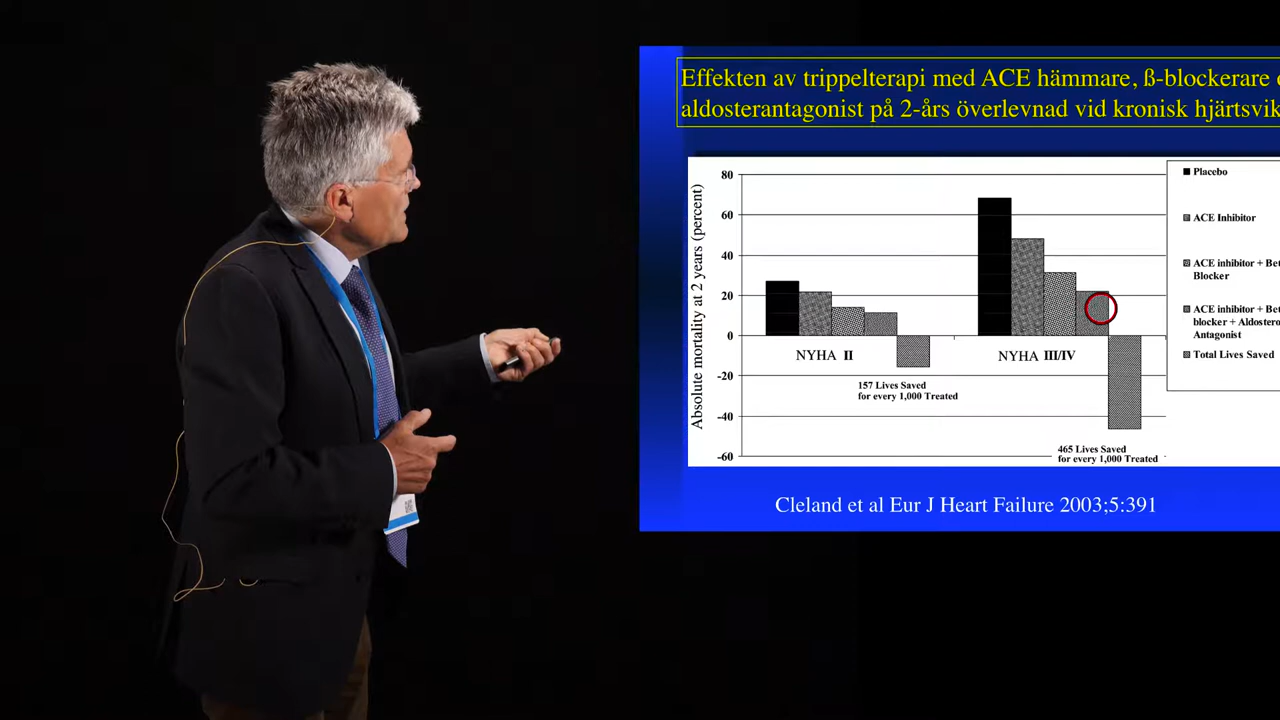 Effekten av trippelterapi med ACE hämmare, ß-blockerare
aldosterantagonist på 2-års överlevnad vid kronisk hjärtsvik
Absolute mortality at 2 years (percent)
80
60
40
20
0
-20
-40
-60
NYHA II
NYHA III/IV
157 Lives Saved
for every 1,000 Treated
465 Lives Saved
for every 1,000 Treated
Placebo
ACE Inhibitor
ACE inhibitor + Bet
Blocker
ACE inhibitor + Bet
blocker + Aldostero
Antagonist
Total Lives Saved
Cleland et al Eur J Heart Failure 2003;5:391